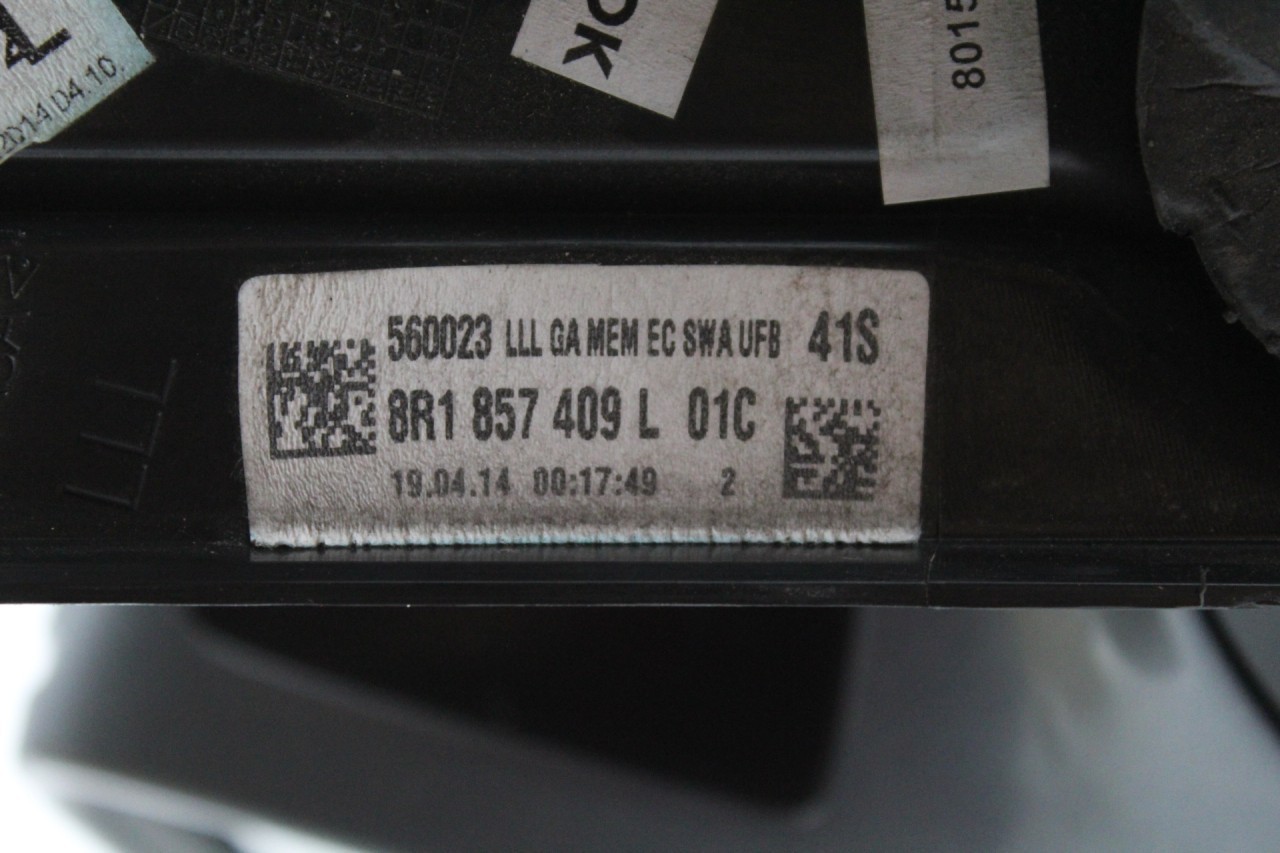 2014.04.10.
OK
8015
560023 LLL GA MEM EC SWA UFB 41S
8R1 857 409 L 01C
19.04.14 00:17:49 2